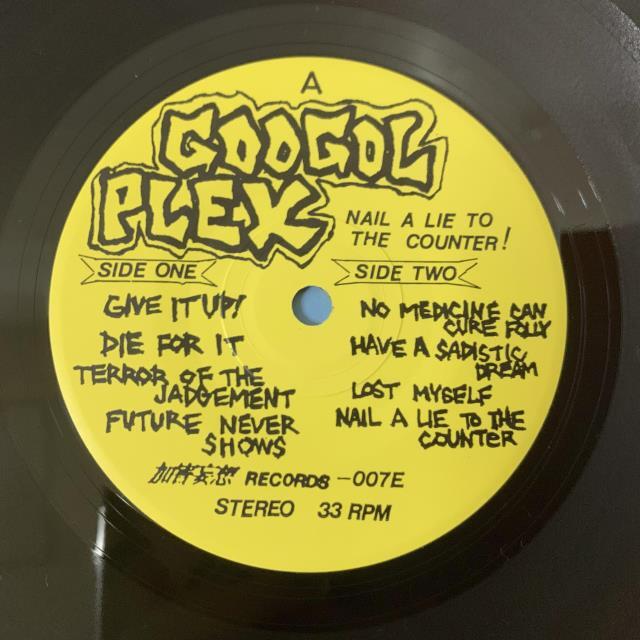 A
GOOGOL
PLEX
NAIL A LIE TO
THE COUNTER!
SIDE ONE
GIVE IT UP!
DIE FOR IT
TERROR OF THE
JADGEMENT
FUTURE NEVER
SHOWS
SIDE TWO
NO MEDICINE CAN
CURE FOLLY
HAVE A SADISTIC
DREAM
LOST MYSELF
NAIL A LIE TO THE
COUNTER
RECORDS -007E
STEREO 33 RPM